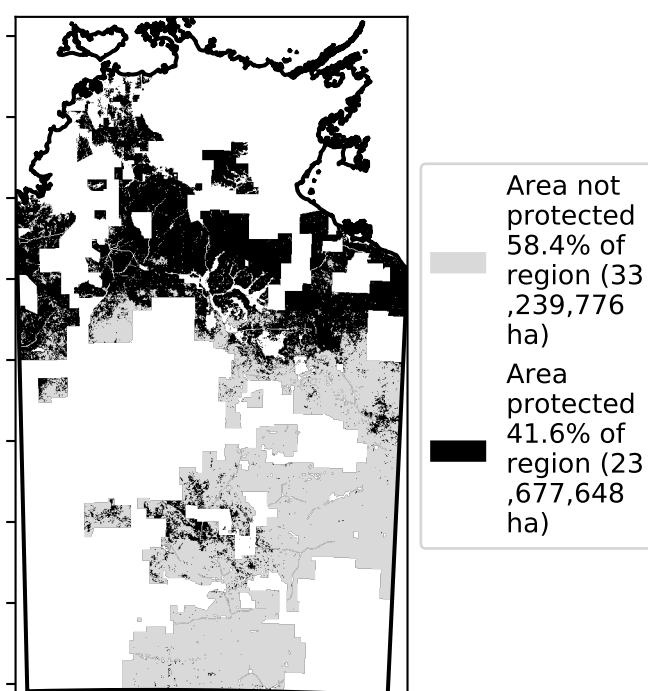 Area not
protected
58.4% of
region (33
,239,776
ha)
Area
protected
41.6% of
region (23
,677,648
ha)